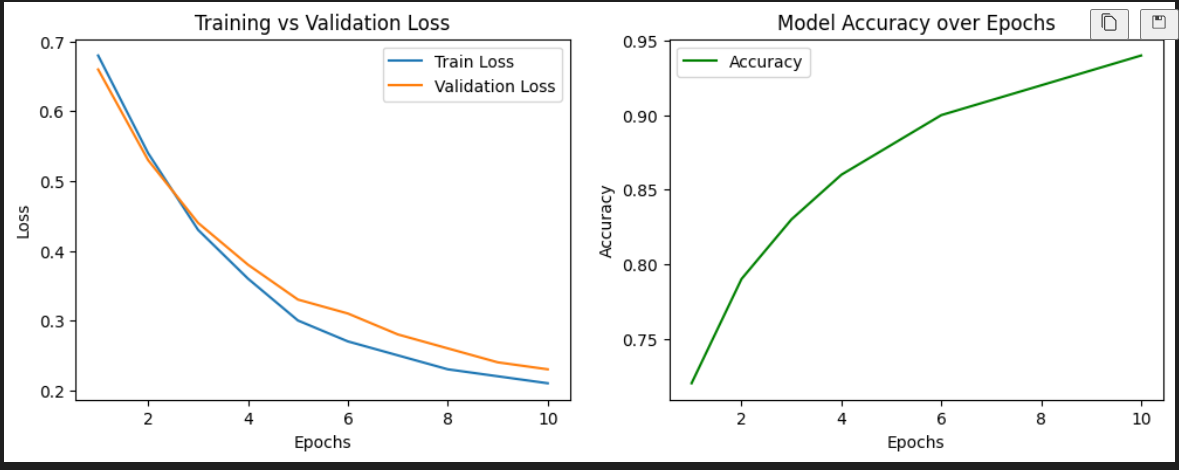 Training vs Validation Loss
0.7
0.6
0.5
0.4
0.3
0.2
Loss
Train Loss
Validation Loss
2 4 6 8 10
Epochs
Model Accuracy over Epochs
0.95
0.90
0.85
0.80
0.75
Accuracy
Accuracy
2 4 6 8 10
Epochs